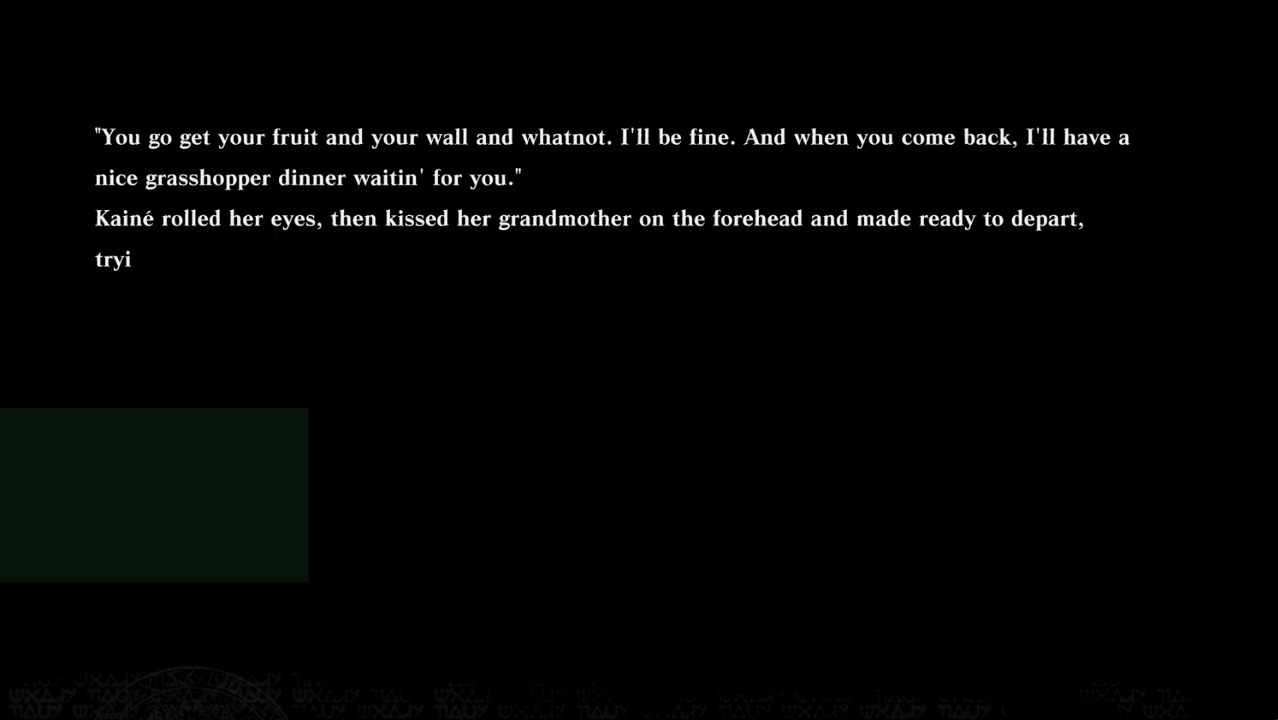 "You go get your fruit and your wall and whatnot. I'll be fine. And when you come back, I'll have a
nice grasshopper dinner waitin' for you."
Kainé rolled her eyes, then kissed her grandmother on the forehead and made ready to depart,
tryi